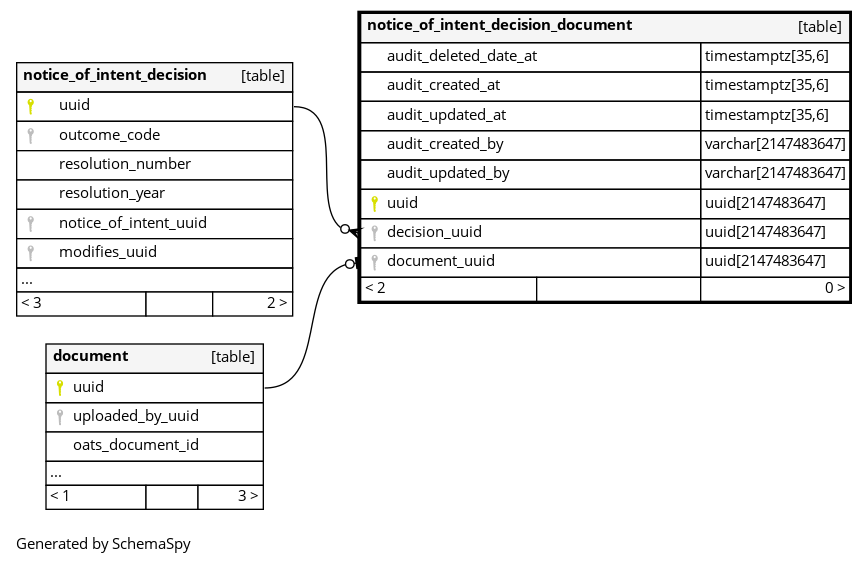 notice_of_intent_decision [table]
uuid
outcome_code
resolution_number
resolution_year
notice_of_intent_uuid
modifies_uuid
...
< 3 2 >
notice_of_intent_decision_document [table]
audit_deleted_date_at timestamptz[35,6]
audit_created_at timestamptz[35,6]
audit_updated_at timestamptz[35,6]
audit_created_by varchar[2147483647]
audit_updated_by varchar[2147483647]
uuid uuid[2147483647]
decision_uuid uuid[2147483647]
document_uuid uuid[2147483647]
< 2 0 >
document [table]
uuid
uploaded_by_uuid
oats_document_id
...
< 1 3 >
Generated by SchemaSpy